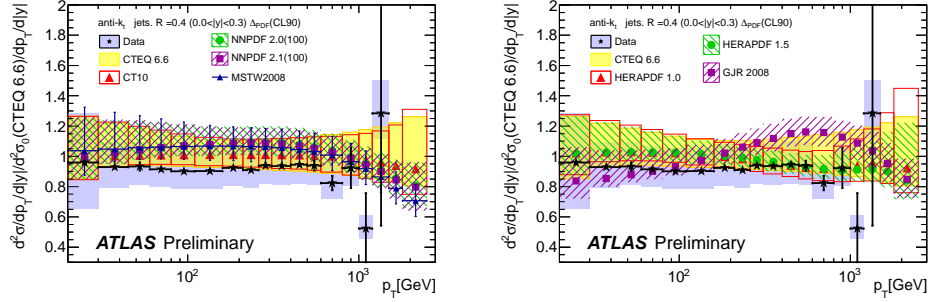 anti-kt jets. R =0.4 (0.0<|y|<0.3) ΔPDF(CL90)
Data
CTEQ 6.6
CT10
NNPDF 2.0(100)
NNPDF 2.1(100)
MSTW2008
d²σ/dpT/d|y|/d²σ0(CTEQ 6.6)/dpT/d|y|
2
1.8
1.6
1.4
1.2
1
0.8
0.6
0.4
ATLAS Preliminary
10²
10³
pT[GeV]
anti-kt jets. R =0.4 (0.0<|y|<0.3) ΔPDF(CL90)
Data
CTEQ 6.6
HERAPDF 1.0
HERAPDF 1.5
GJR 2008
d²σ/dpT/d|y|/d²σ0(CTEQ 6.6)/dpT/d|y|
2
1.8
1.6
1.4
1.2
1
0.8
0.6
0.4
ATLAS Preliminary
10²
10³
pT[GeV]